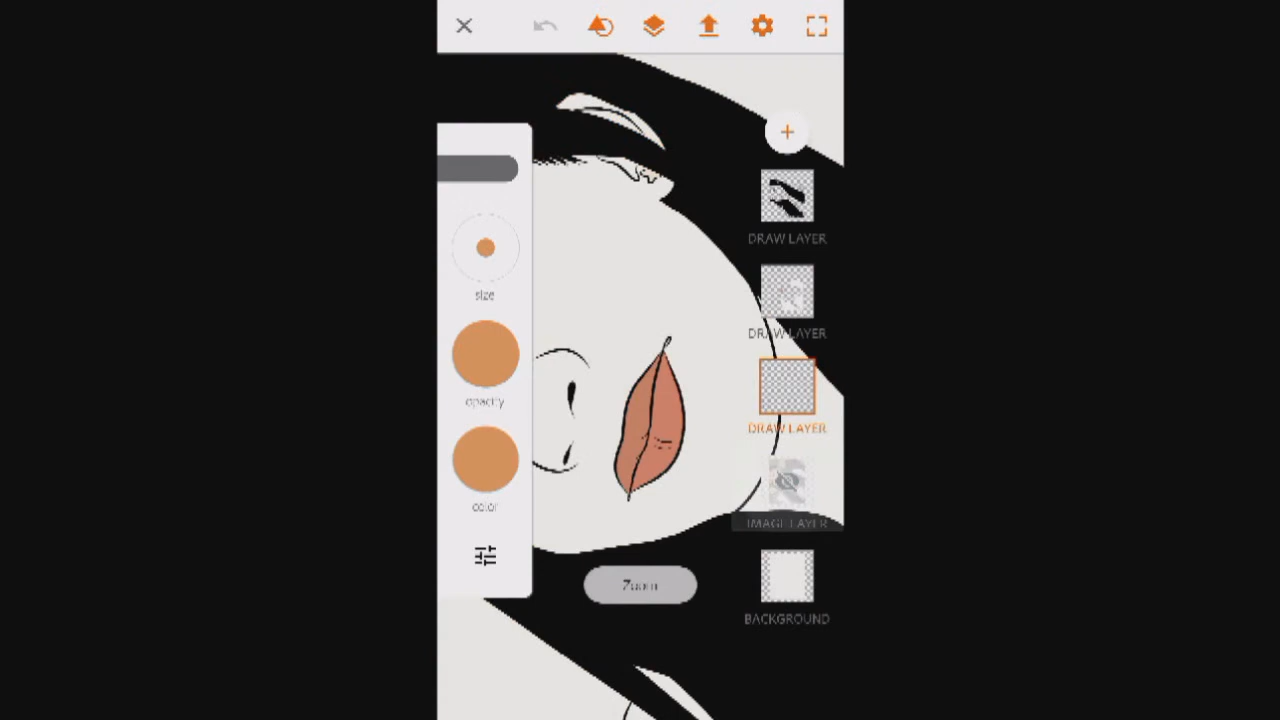 DRAW LAYER
size
DRAW LAYER
opacity
DRAW LAYER
color
IMAGE LAYER
Zoom
BACKGROUND